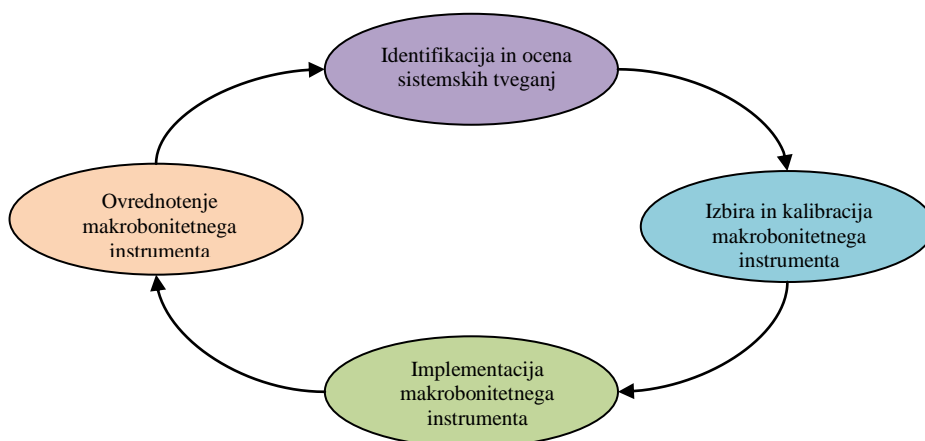 Identifikacija in ocena
sistemskih tveganj
Izbira in kalibracija
makrobonitetnega
instrumenta
Implementacija
makrobonitetnega
instrumenta
Ovrednotenje
makrobonitetnega
instrumenta